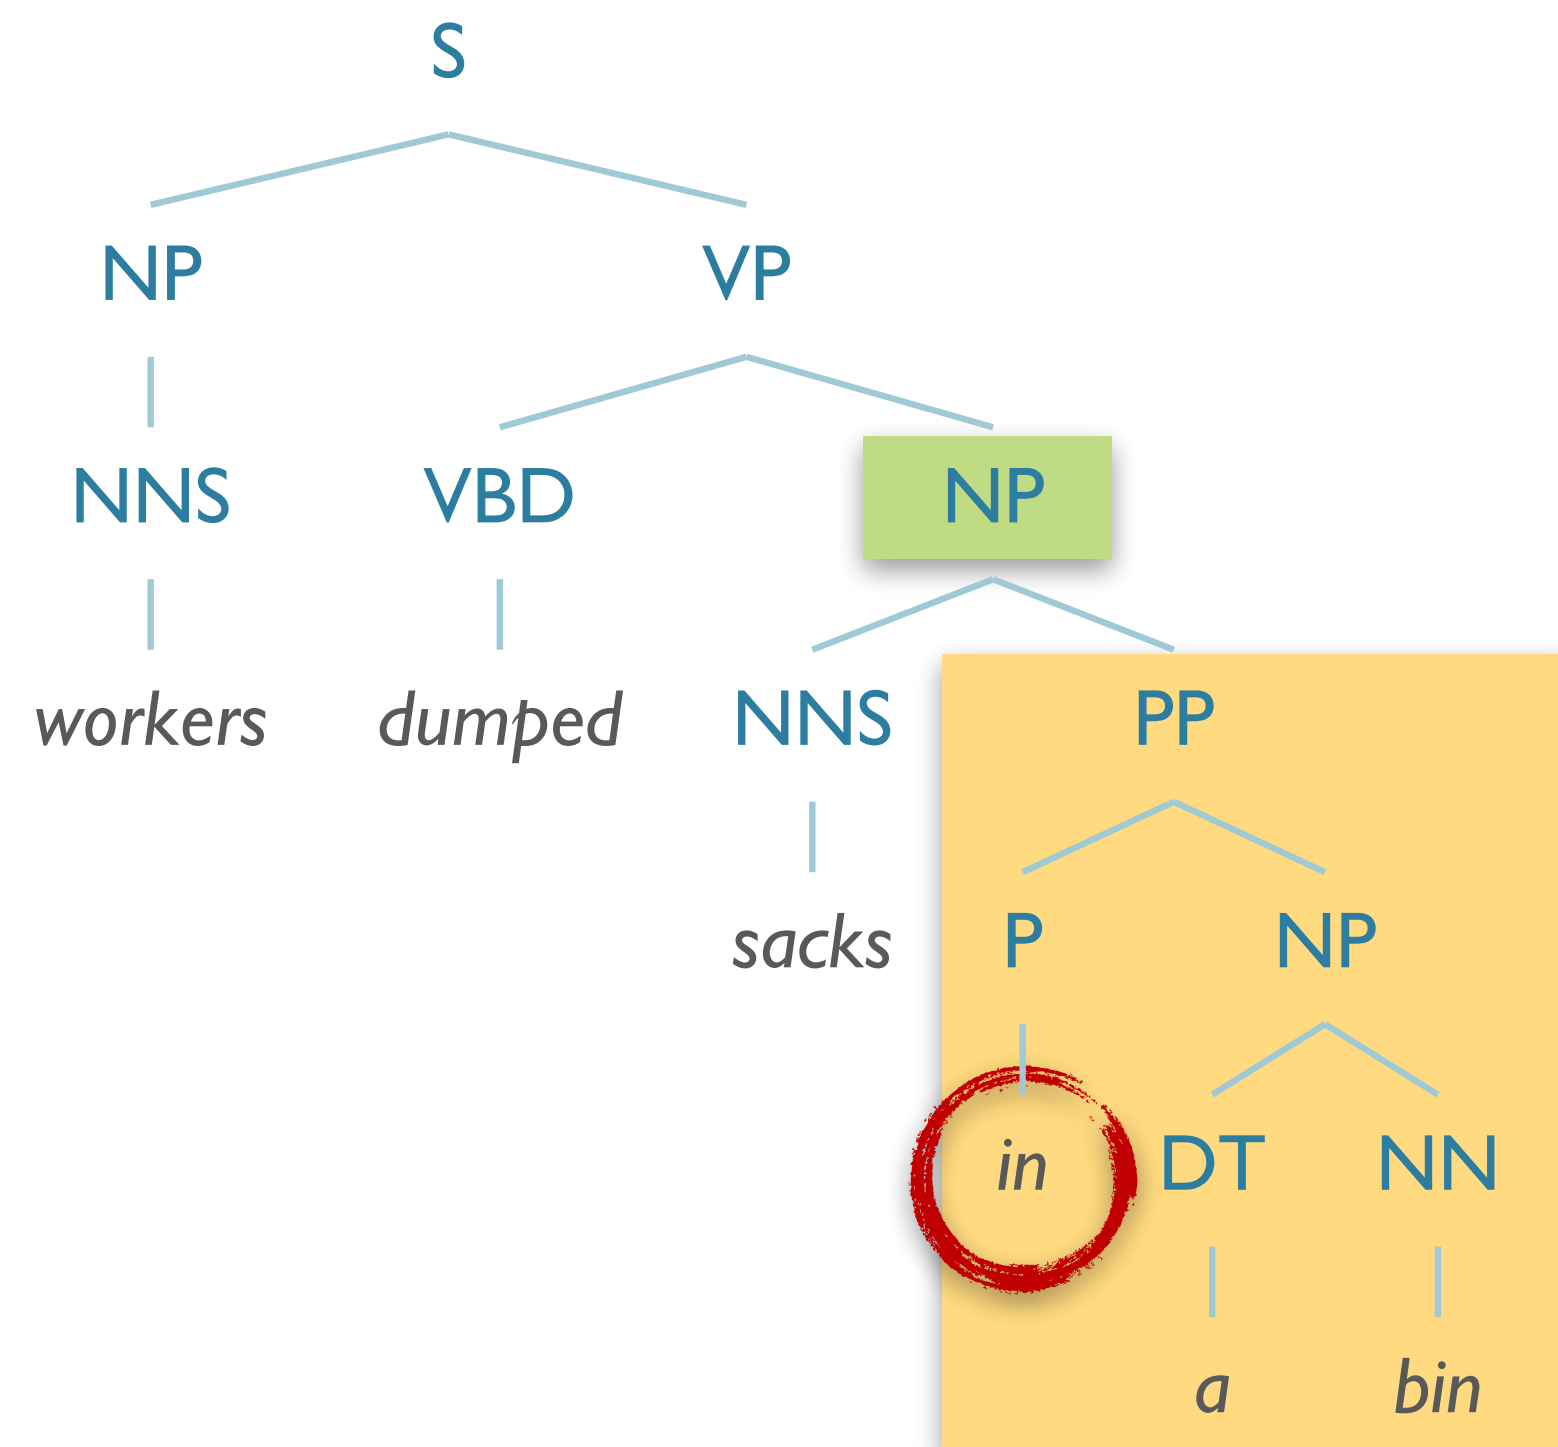 S
NP VP
NNS VBD NP
workers dumped NNS PP
sacks P NP
in DT NN
a bin